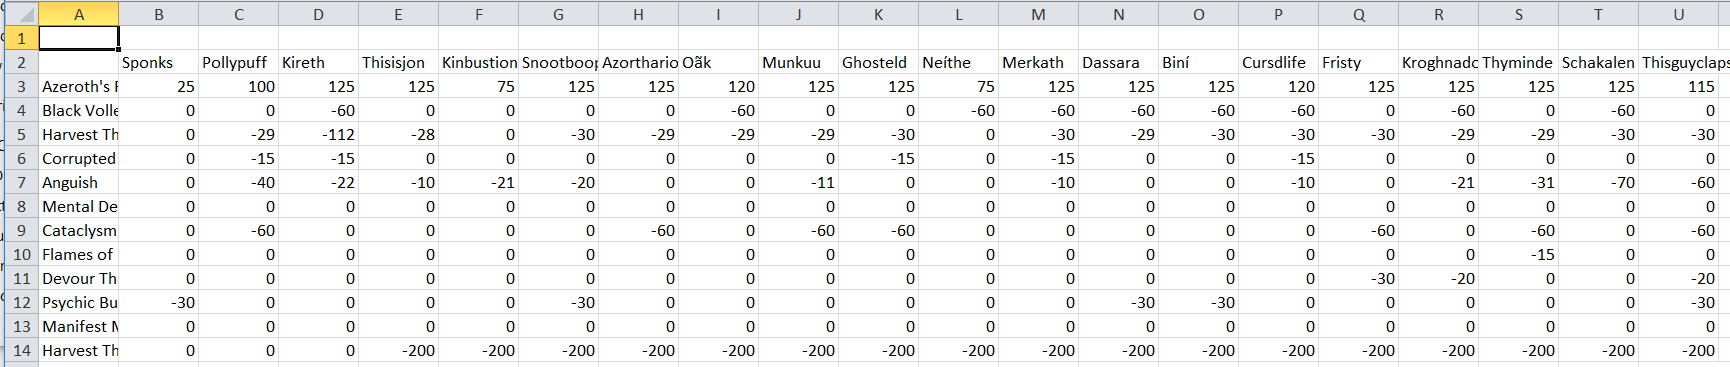 A B C D E F G H I J K L M N O P Q R S T U
1
2 Sponks Pollypuff Kireth Thisisjon Kinbustion Snootboop Azorthario Oãk Munkuu Ghosteld Neíthe Merkath Dassara Biní Cursdlife Fristy Kroghnadc Thyminde Schakalen Thisguyclaps
3 Azeroth's F 25 100 125 125 75 125 125 120 125 125 75 125 125 125 120 125 125 125 125 115
4 Black Volle 0 0 -60 0 0 0 0 -60 0 0 -60 -60 -60 -60 -60 0 -60 0 -60 0
5 Harvest Th 0 -29 -112 -28 0 -30 -29 -29 -29 -30 0 -30 -29 -30 -30 -30 -29 -29 -30 -30
6 Corrupted 0 -15 -15 0 0 0 0 0 0 -15 0 -15 0 0 -15 0 0 0 0 0
7 Anguish 0 -40 -22 -10 -21 -20 0 0 -11 0 0 -10 0 0 -10 0 -21 -31 -70 -60
8 Mental De 0 0 0 0 0 0 0 0 0 0 0 0 0 0 0 0 0 0 0 0
9 Cataclysm 0 -60 0 0 0 0 -60 0 -60 -60 0 0 0 0 0 -60 0 -60 0 -60
10 Flames of 0 0 0 0 0 0 0 0 0 0 0 0 0 0 0 0 0 -15 0 0
11 Devour Th 0 0 0 0 0 0 0 0 0 0 0 0 0 0 0 -30 -20 0 0 -20
12 Psychic Bu -30 0 0 0 0 -30 0 0 0 0 0 0 -30 -30 0 0 0 0 0 -30
13 Manifest M 0 0 0 0 0 0 0 0 0 0 0 0 0 0 0 0 0 0 0 0
14 Harvest Th 0 0 0 -200 -200 -200 -200 -200 -200 -200 -200 -200 -200 -200 -200 -200 -200 -200 -200 -200